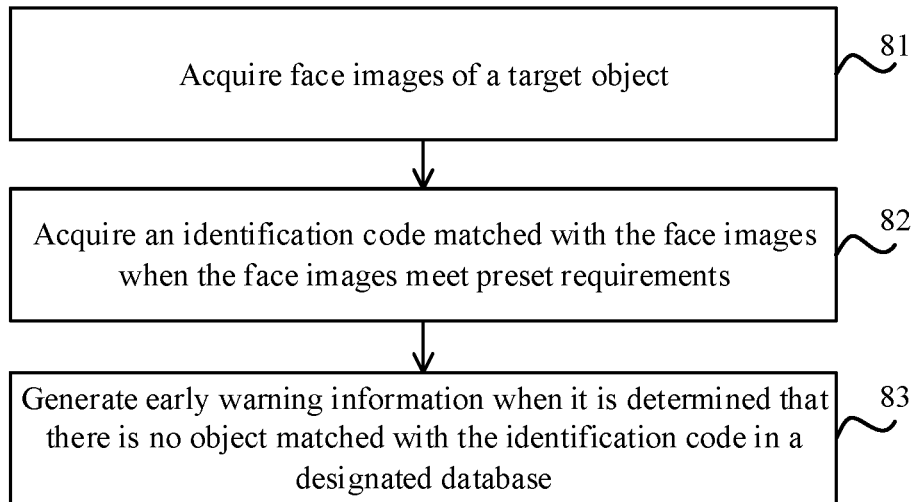 81
Acquire face images of a target object
82
Acquire an identification code matched with the face images
when the face images meet preset requirements
83
Generate early warning information when it is determined that
there is no object matched with the identification code in a
designated database